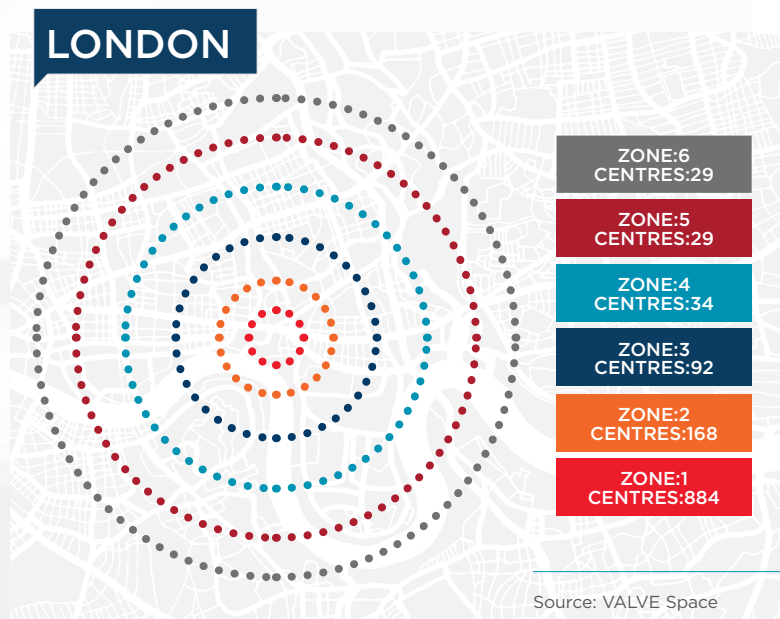 LONDON
ZONE:6
CENTRES:29
ZONE:5
CENTRES:29
ZONE:4
CENTRES:34
ZONE:3
CENTRES:92
ZONE:2
CENTRES:168
ZONE:1
CENTRES:884
Source: VALVE Space